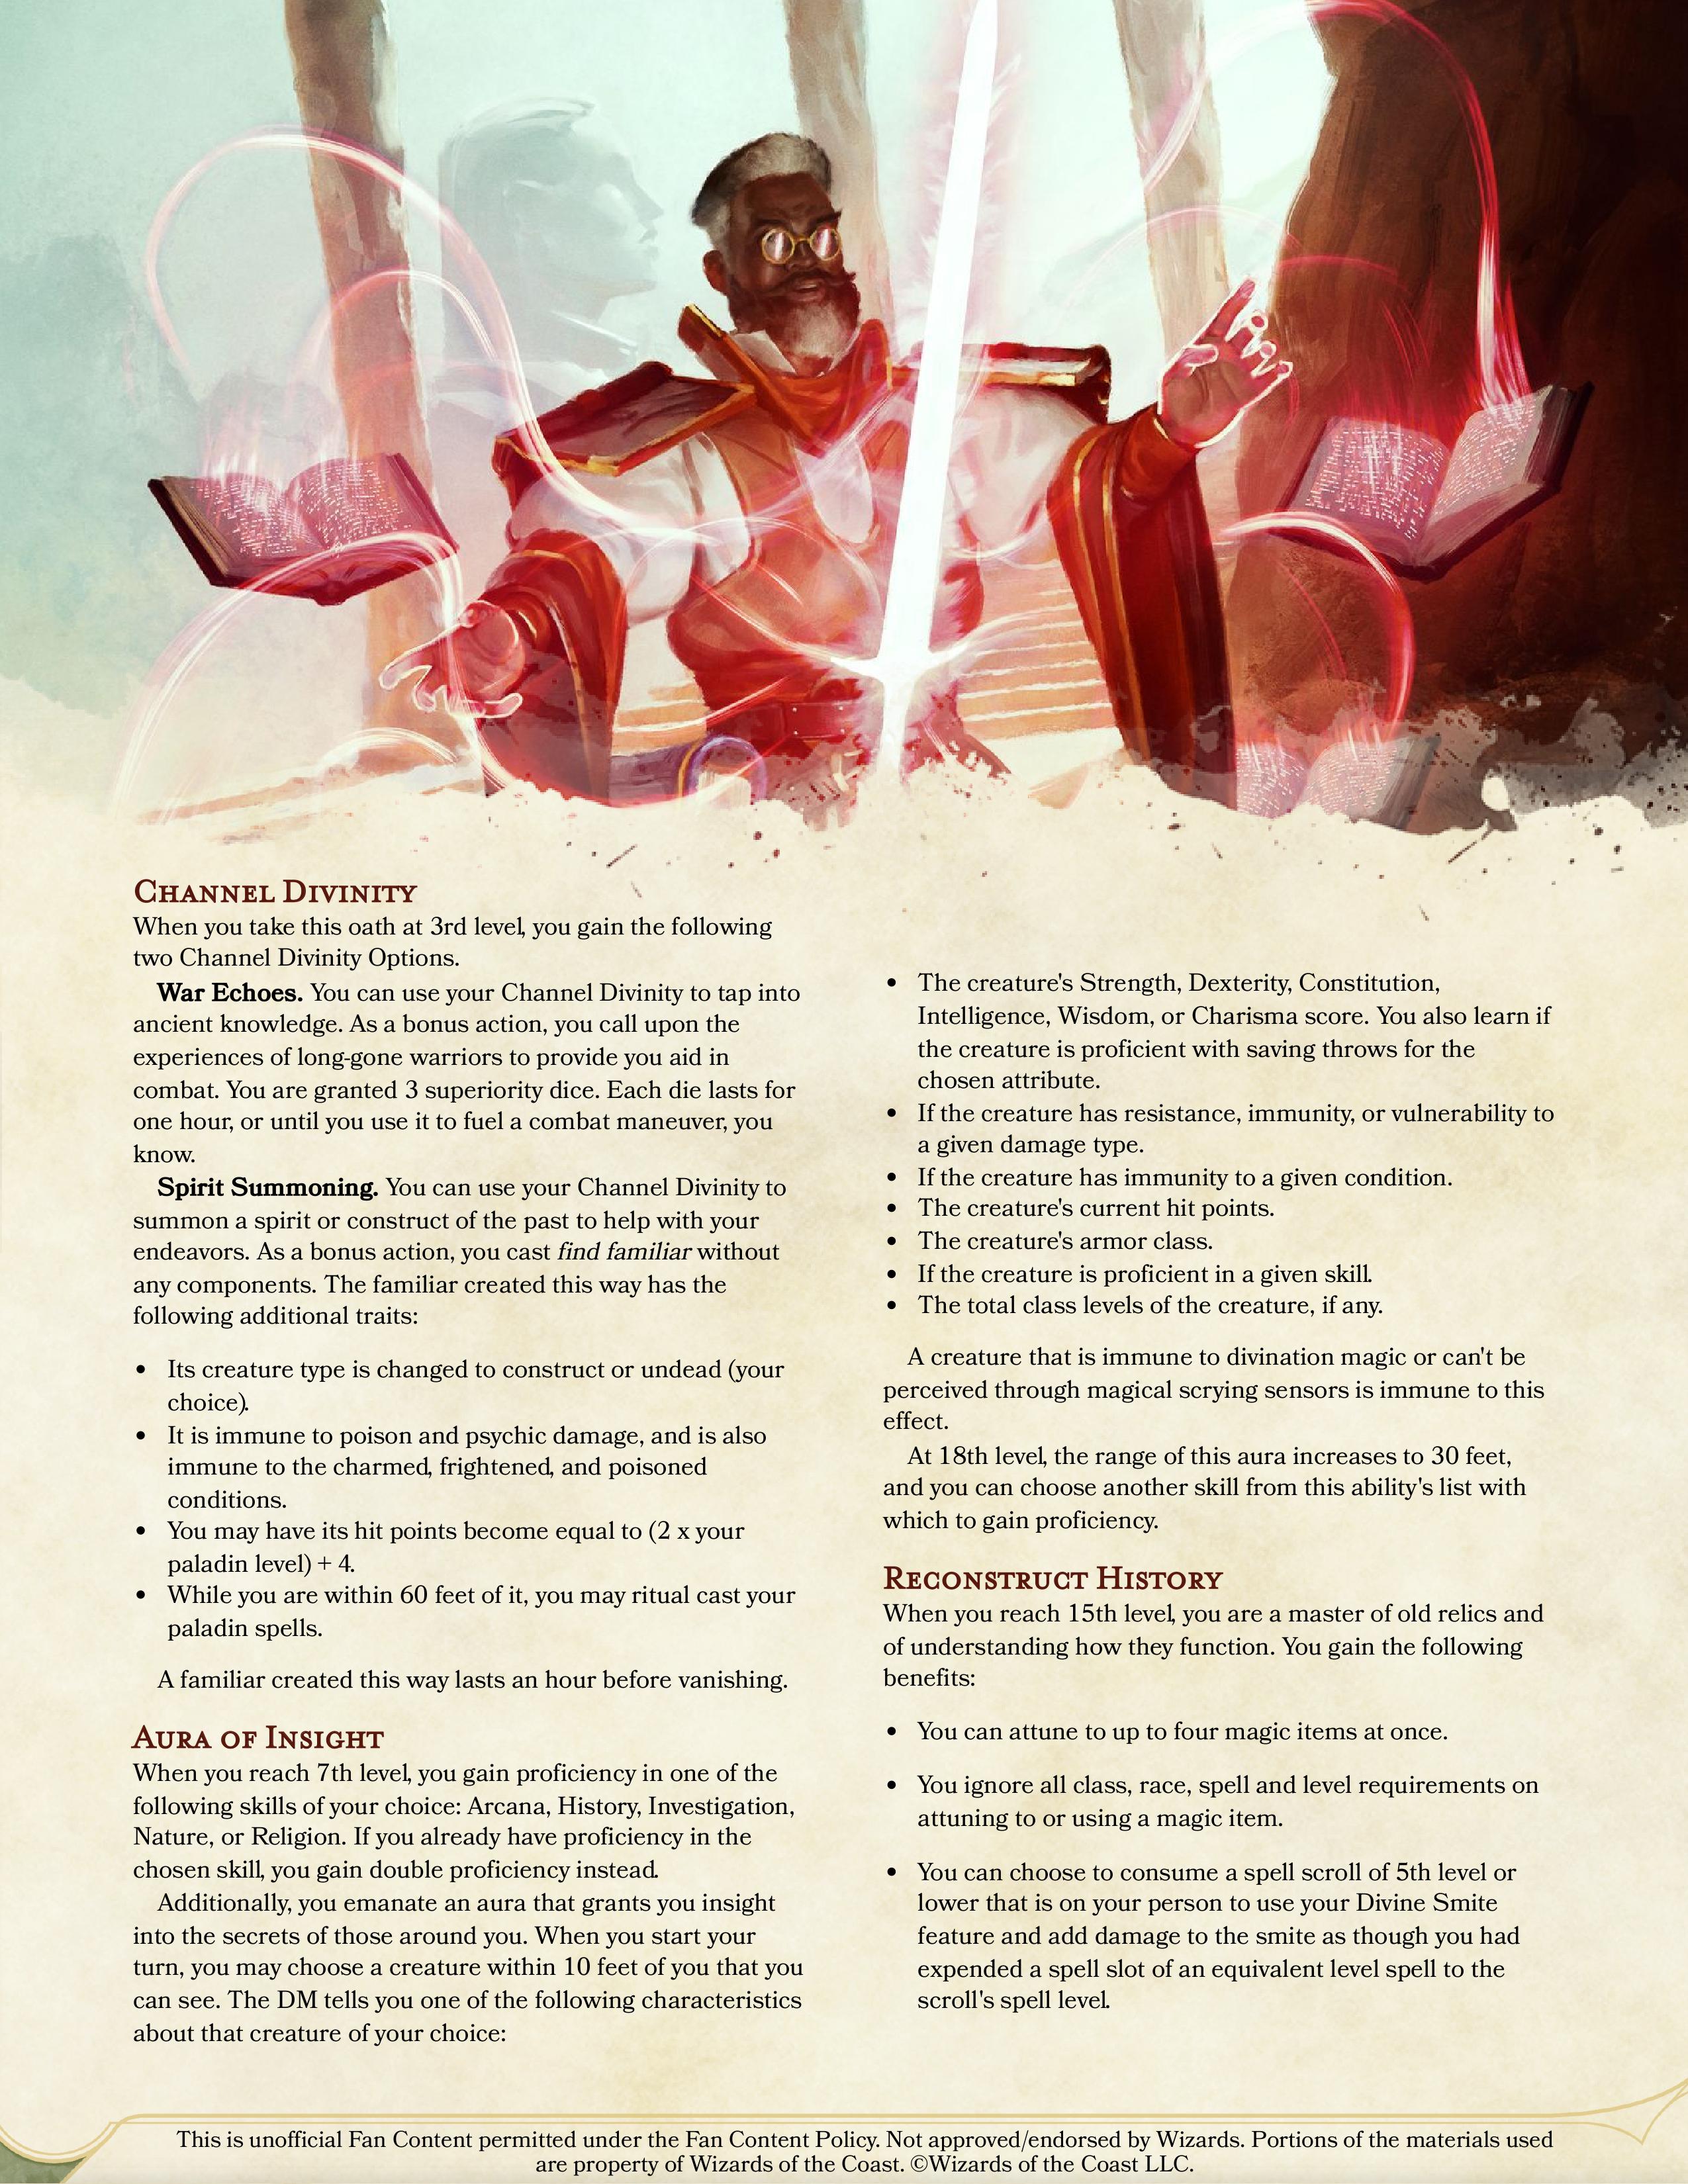 Channel Divinity
When you take this oath at 3rd level, you gain the following
two Channel Divinity Options.
War Echoes. You can use your Channel Divinity to tap into
ancient knowledge. As a bonus action, you call upon the
experiences of long-gone warriors to provide you aid in
combat. You are granted 3 superiority dice. Each die lasts for
one hour, or until you use it to fuel a combat maneuver, you
know.
Spirit Summoning. You can use your Channel Divinity to
summon a spirit or construct of the past to help with your
endeavors. As a bonus action, you cast find familiar without
any components. The familiar created this way has the
following additional traits:
• Its creature type is changed to construct or undead (your
choice).
• It is immune to poison and psychic damage, and is also
immune to the charmed, frightened, and poisoned
conditions.
• You may have its hit points become equal to (2 x your
paladin level) + 4.
• While you are within 60 feet of it, you may ritual cast your
paladin spells.
A familiar created this way lasts an hour before vanishing.
Aura of Insight
When you reach 7th level, you gain proficiency in one of the
following skills of your choice: Arcana, History, Investigation,
Nature, or Religion. If you already have proficiency in the
chosen skill, you gain double proficiency instead.
Additionally, you emanate an aura that grants you insight
into the secrets of those around you. When you start your
turn, you may choose a creature within 10 feet of you that you
can see. The DM tells you one of the following characteristics
about that creature of your choice:
• The creature's Strength, Dexterity, Constitution,
Intelligence, Wisdom, or Charisma score. You also learn if
the creature is proficient with saving throws for the
chosen attribute.
• If the creature has resistance, immunity, or vulnerability to
a given damage type.
• If the creature has immunity to a given condition.
• The creature's current hit points.
• The creature's armor class.
• If the creature is proficient in a given skill.
• The total class levels of the creature, if any.
A creature that is immune to divination magic or can't be
perceived through magical scrying sensors is immune to this
effect.
At 18th level, the range of this aura increases to 30 feet,
and you can choose another skill from this ability's list with
which to gain proficiency.
Reconstruct History
When you reach 15th level, you are a master of old relics and
of understanding how they function. You gain the following
benefits:
• You can attune to up to four magic items at once.
• You ignore all class, race, spell and level requirements on
attuning to or using a magic item.
• You can choose to consume a spell scroll of 5th level or
lower that is on your person to use your Divine Smite
feature and add damage to the smite as though you had
expended a spell slot of an equivalent level spell to the
scroll's spell level.
This is unofficial Fan Content permitted under the Fan Content Policy. Not approved/endorsed by Wizards. Portions of the materials used
are property of Wizards of the Coast. ©Wizards of the Coast LLC.